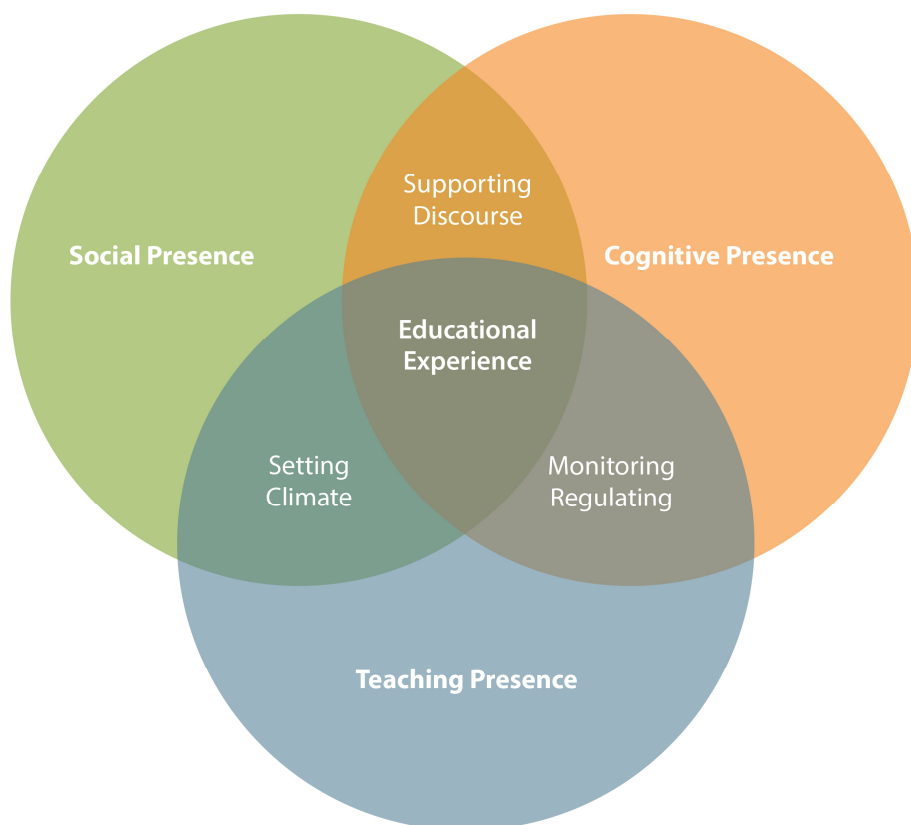 Supporting
Discourse
Social Presence
Cognitive Presence
Educational
Experience
Setting
Climate
Monitoring
Regulating
Teaching Presence